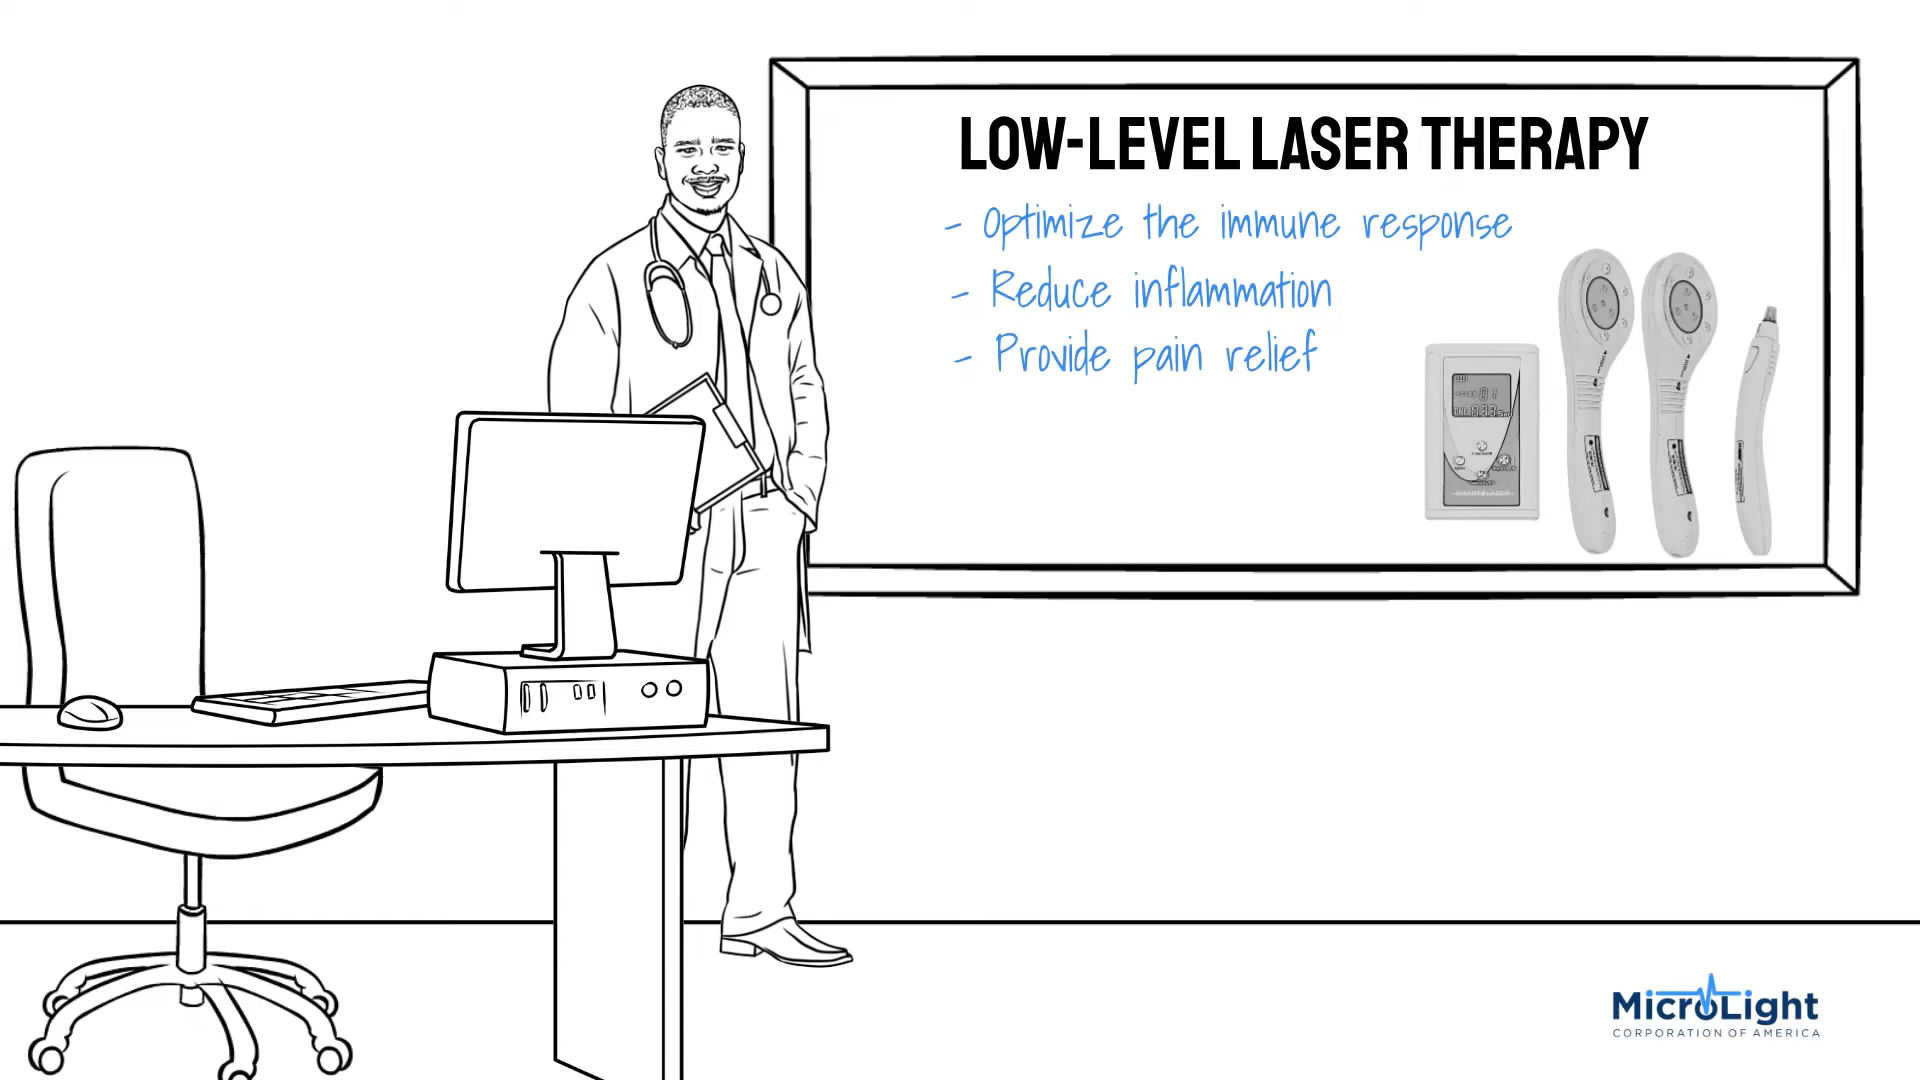 LOW-LEVEL LASER THERAPY
- Optimize the immune response
- Reduce inflammation
- Provide pain relief
MicroLight
CORPORATION OF AMERICA